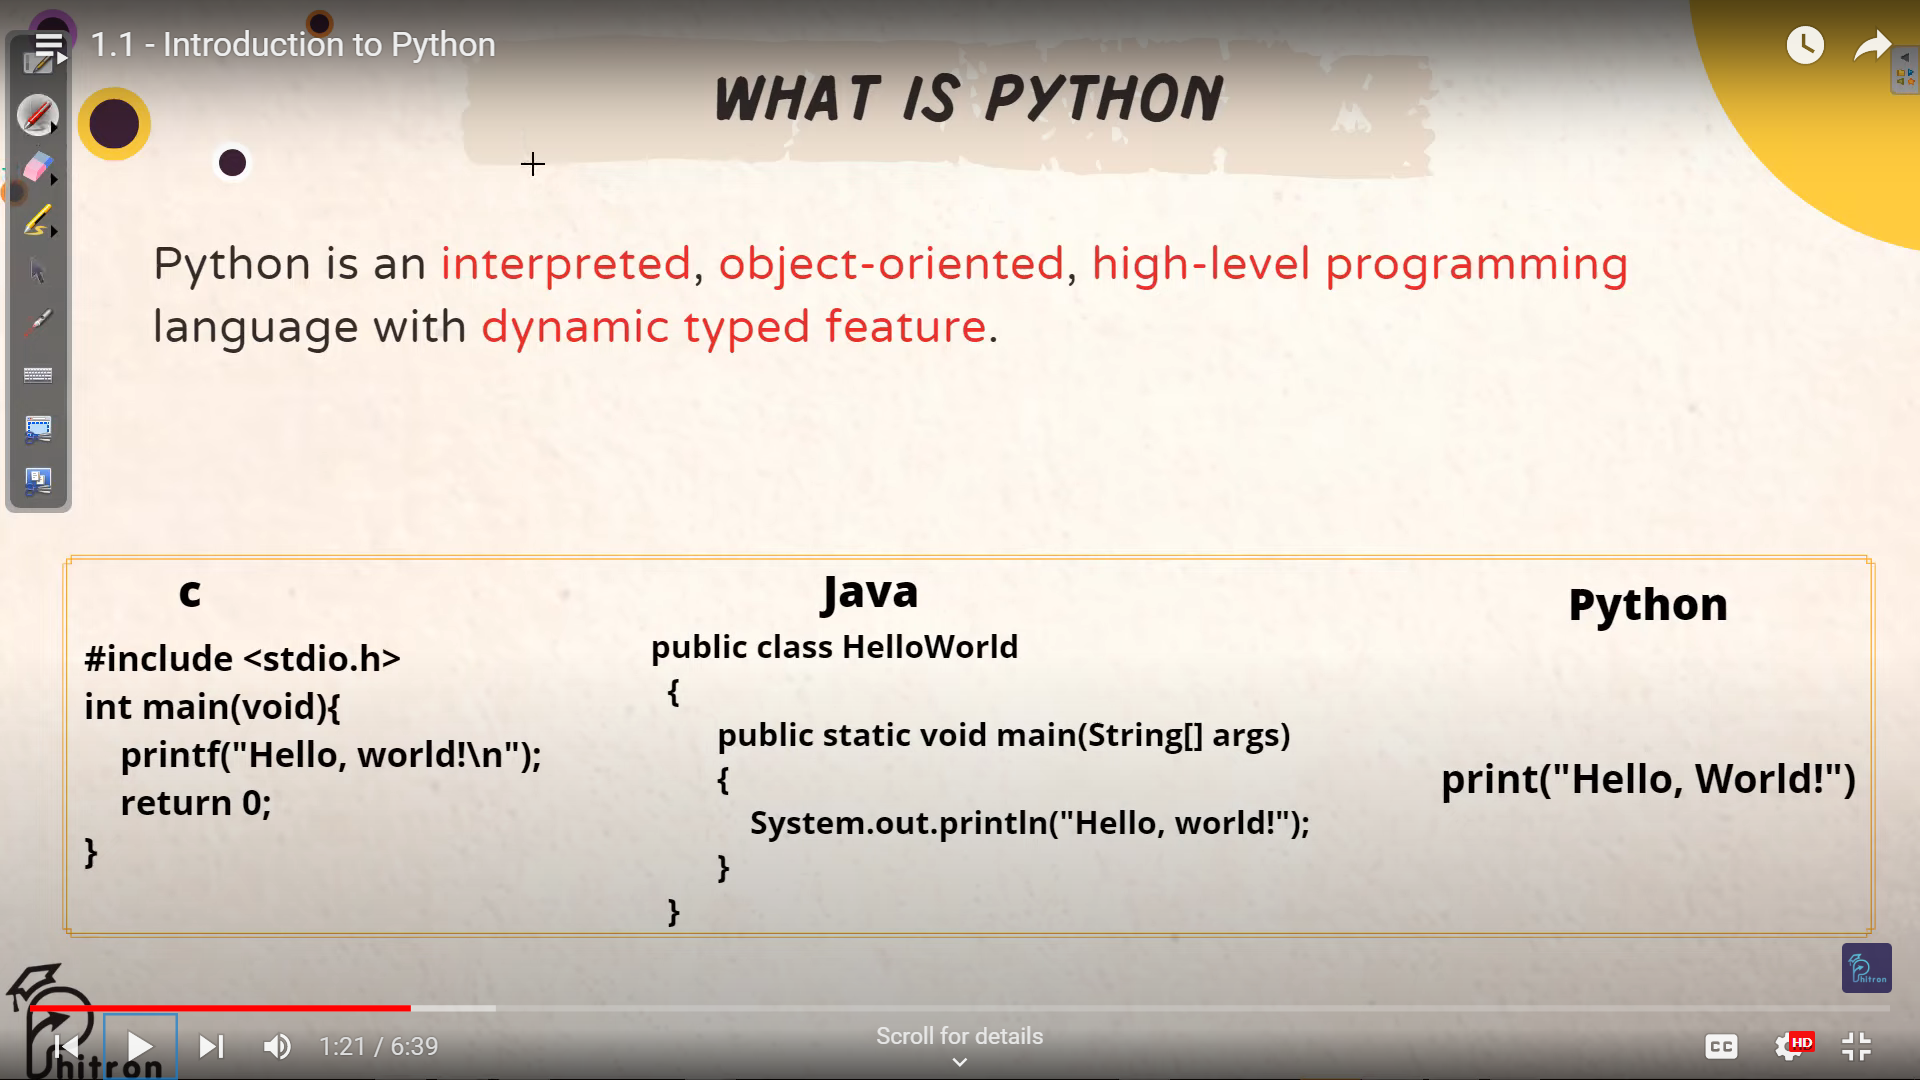 1.1 - Introduction to Python
WHAT IS PYTHON
Python is an interpreted, object-oriented, high-level programming
language with dynamic typed feature.
c
#include <stdio.h>
int main(void){
printf("Hello, world!\n");
return 0;
}
Java
public class HelloWorld
{
public static void main(String[] args)
{
System.out.println("Hello, world!");
}
}
Python
print("Hello, World!")
Phitron
Phitron
1:21 / 6:39
Scroll for details
CC
HD